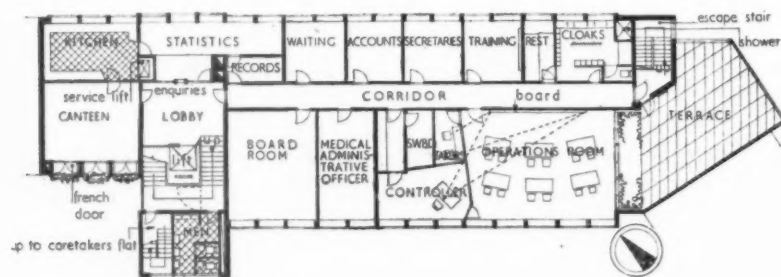 escape stair
shower
KITCHEN
STATISTICS
WAITING
ACCOUNTS
SECRETARIES
TRAINING
REST
CLOAKS
up
RECORDS
service lift
enquiries
CORRIDOR
board
TERRACE
CANTEEN
LOBBY
up
lift
BOARD
ROOM
MEDICAL
ADMINIS-
TRATIVE
OFFICER
SWBD
OPERATIONS ROOM
CONTROLLER
french
door
MEN
up to caretakers flat